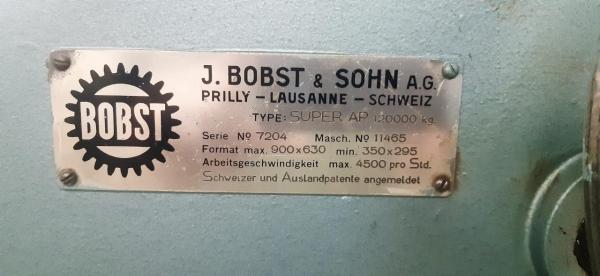 BOBST
J. BOBST & SOHN A.G.
PRILLY – LAUSANNE – SCHWEIZ
TYPE: SUPER AP 120000 kg.
Serie Nº 7204 Masch. Nº 11465
Format max. 900x630 min. 350x295
Arbeitsgeschwindigkeit max. 4500 pro Std.
Schweizer und Auslandpatente angemeldet